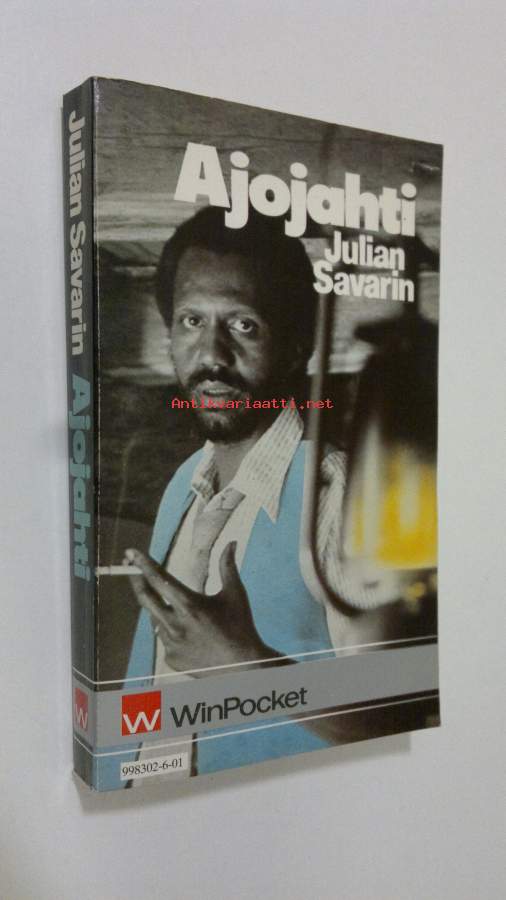 Julian Savarin Ajojahti
W
Ajojahti
Julian
Savarin
Antikvariaatti.net
W WinPocket
998302-6-01